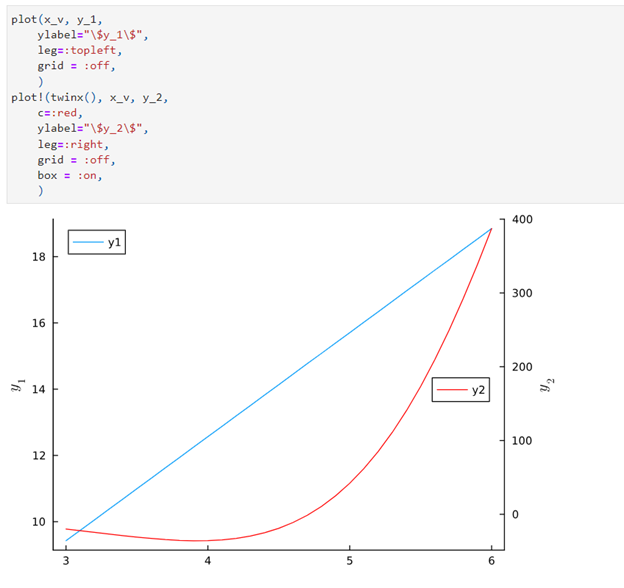 plot(x_v, y_1,
    ylabel="\$y_1\$",
    leg=:topleft,
    grid = :off,
    )
plot!(twinx(), x_v, y_2,
    c=:red,
    ylabel="\$y_2\$",
    leg=:right,
    grid = :off,
    box = :on,
    )
y1
y2
y₁
18
16
14
12
10
400
300
200
100
0
y₂
3 4 5 6